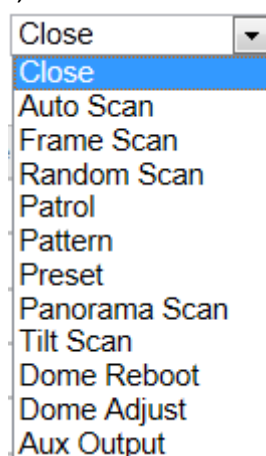 Close
Close
Auto Scan
Frame Scan
Random Scan
Patrol
Pattern
Preset
Panorama Scan
Tilt Scan
Dome Reboot
Dome Adjust
Aux Output